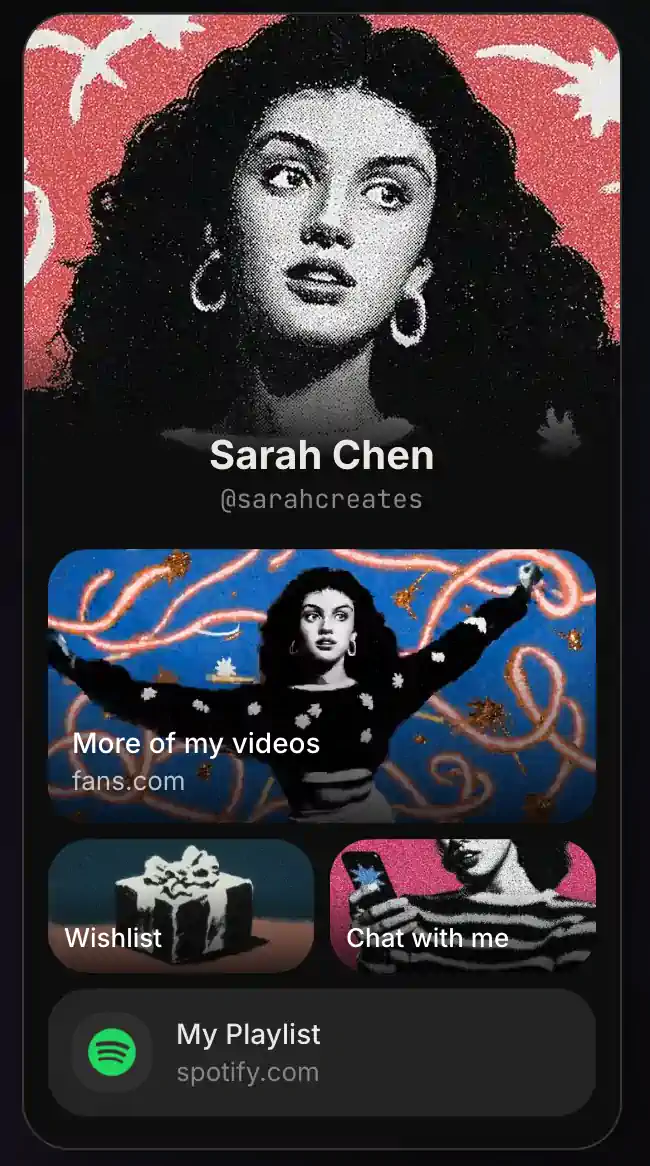 Sarah Chen
@sarahcreates
More of my videos
fans.com
Wishlist
Chat with me
My Playlist
spotify.com